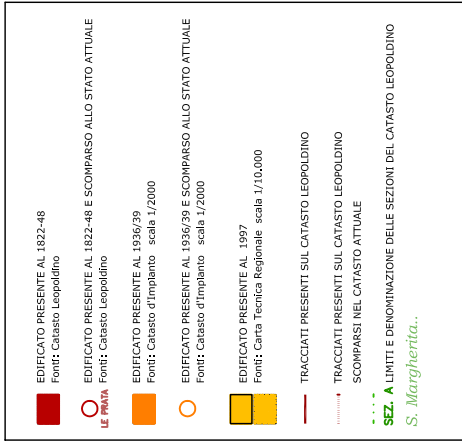 EDIFICATO PRESENTE AL 1822-48
Fonti: Catasto Leopoldino
EDIFICATO PRESENTE AL 1822-48 E SCOMPARSO ALLO STATO ATTUALE
LE PRATA Fonti: Catasto Leopoldino
EDIFICATO PRESENTE AL 1936/39
Fonti: Catasto d'Implanto scala 1/2000
EDIFICATO PRESENTE AL 1936/39 E SCOMPARSO ALLO STATO ATTUALE
Fonti: Catasto d'Implanto scala 1/2000
EDIFICATO PRESENTE AL 1997
Fonti: Carta Tecnica Regionale scala 1/10.000
TRACCIATI PRESENTI SUL CATASTO LEOPOLDINO
TRACCIATI PRESENTI SUL CATASTO LEOPOLDINO
SCOMPARSI NEL CATASTO ATTUALE
SEZ. A LIMITI E DENOMINAZIONE DELLE SEZIONI DEL CATASTO LEOPOLDINO
S. Margherita..